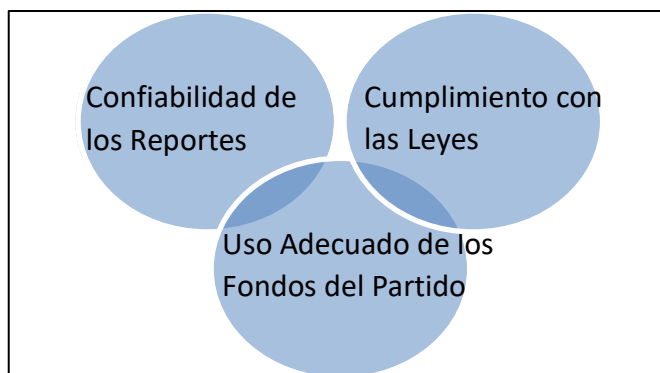 Confiabilidad de
los Reportes
Cumplimiento con
las Leyes
Uso Adecuado de los
Fondos del Partido